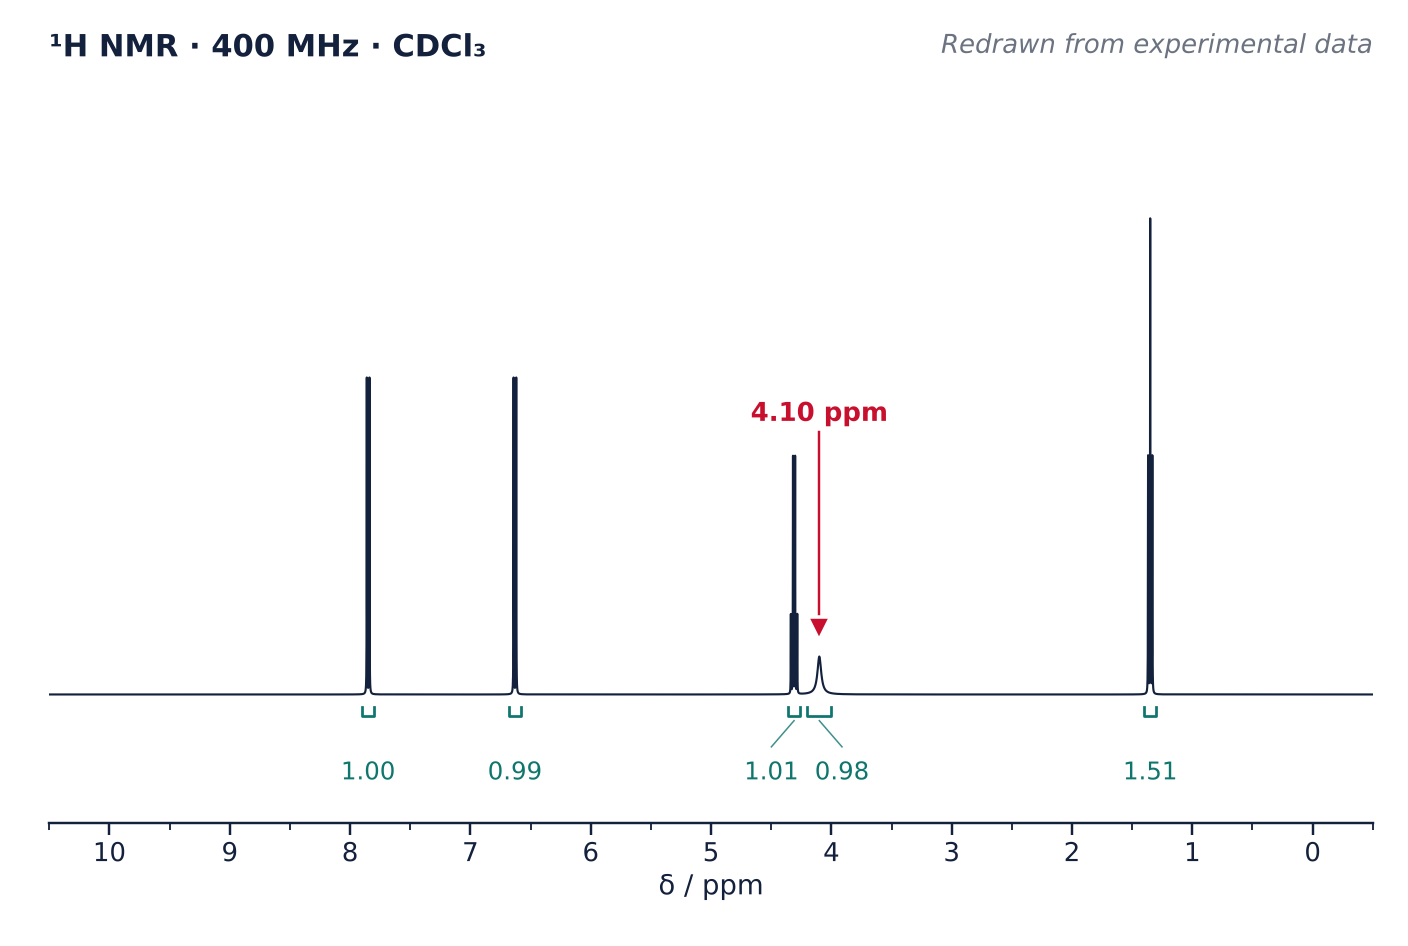 ¹H NMR · 400 MHz · CDCl₃
Redrawn from experimental data
4.10 ppm
1.00 0.99 1.01 0.98 1.51
10 9 8 7 6 5 4 3 2 1 0
δ / ppm